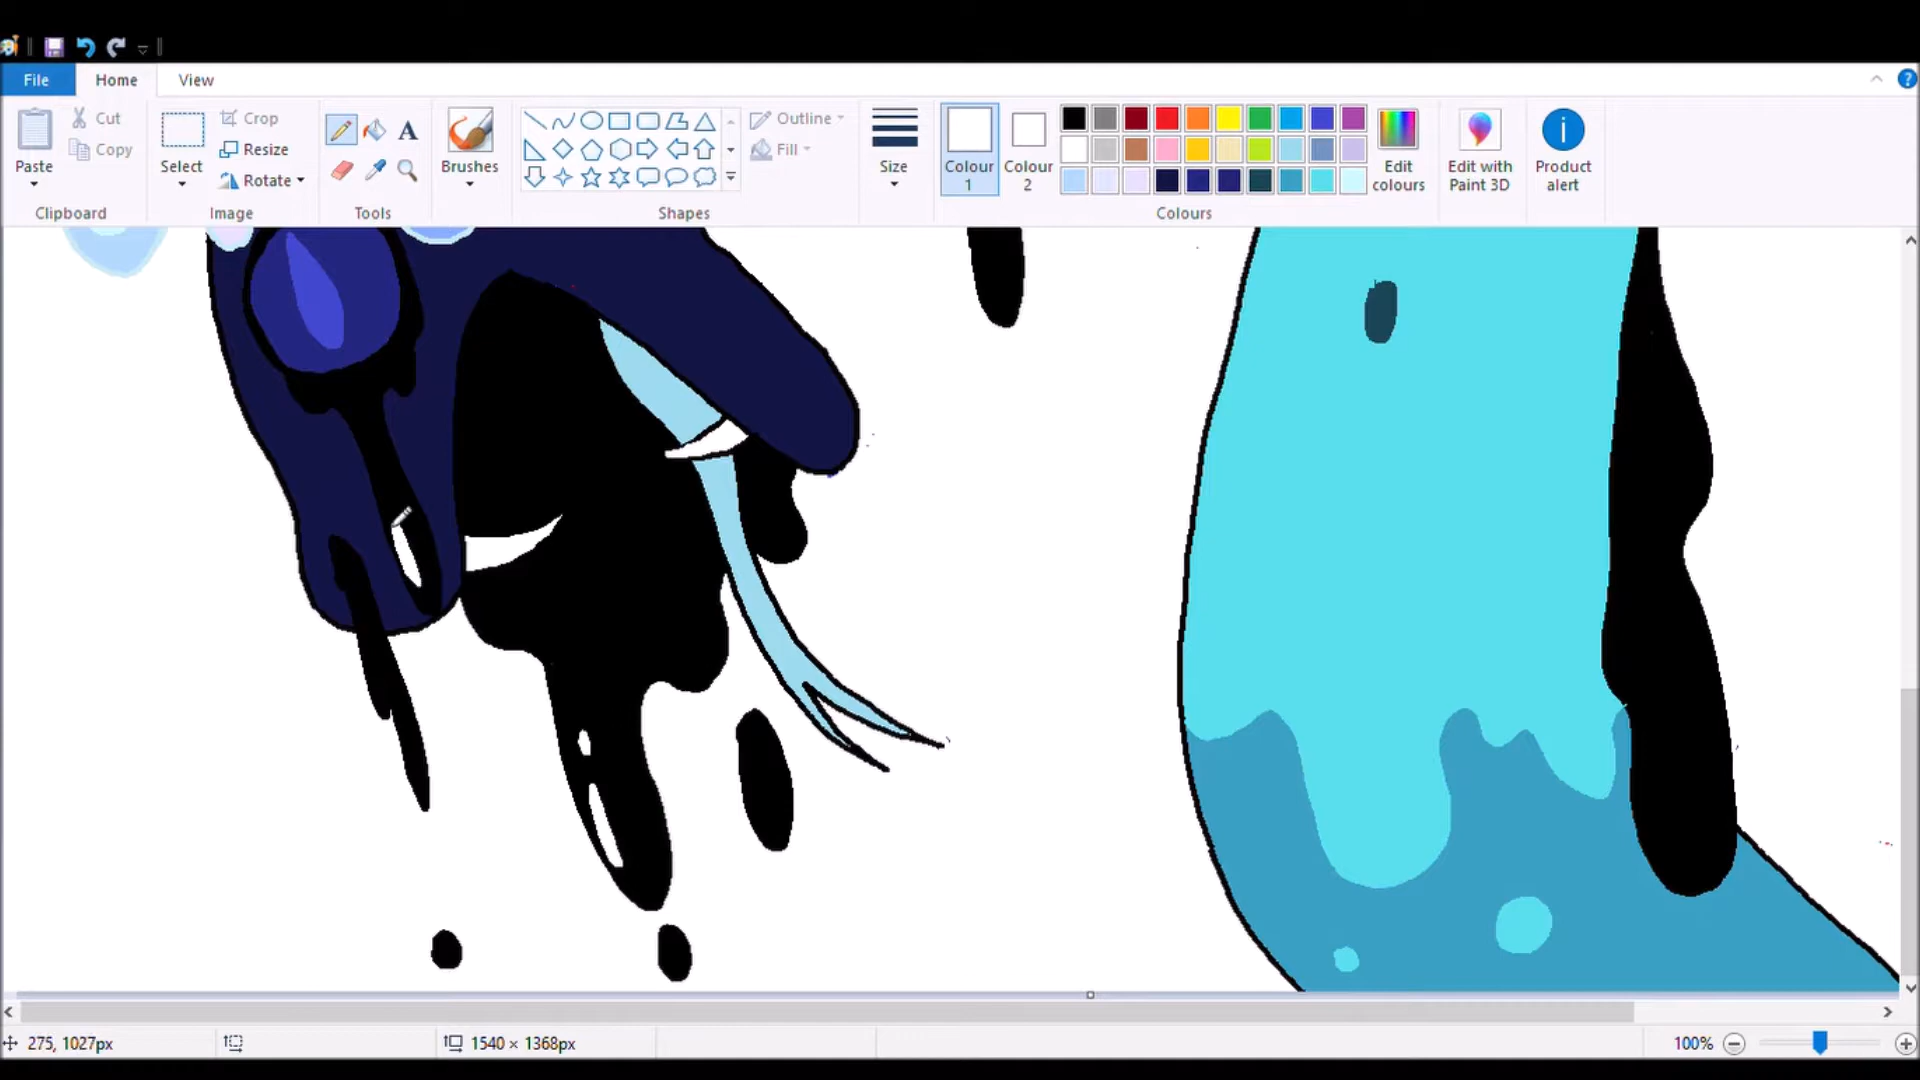 File Home View
Paste
Cut
Copy
Clipboard
Select
Crop
Resize
Rotate
Image
A
Tools
Brushes
Shapes
Outline
Fill
Size
Colour 1
Colour 2
Edit colours
Colours
Edit with Paint 3D
Product alert
275, 1027px
1540 × 1368px
100%